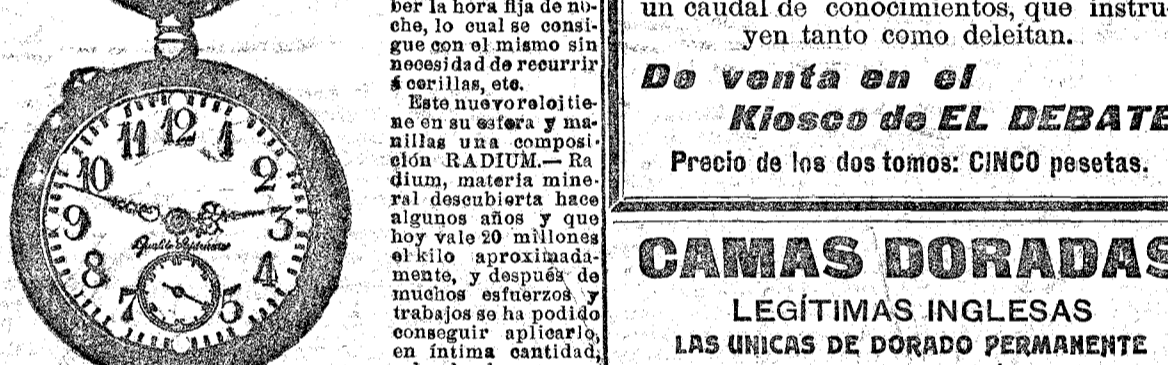 12
11
1
10
2
9
3
8
4
7
5
ber la hora fija de no-
che, lo cual se consi-
gue con el mismo sin
necesidad de recurrir
á cerillas, etc.
Este nuevo reloj tie-
ne en su esfera y ma-
nillas una composi-
ción RADIUM.— Ra
dium, materia mine-
ral descubierta hace
algunos años y que
hoy vale 20 millones
el kilo aproximada-
mente, y después de
muchos esfuerzos y
trabajos se ha podido
conseguir aplicarlo,
en íntima cantidad,
un caudal de conocimientos, que instru-
yen tanto como deleitan.
De venta en el
Kiosco de EL DEBATE
Precio de los dos tomos: CINCO pesetas.
CAMAS DORADAS
LEGÍTIMAS INGLESAS
LAS UNICAS DE DORADO PERMANENTE